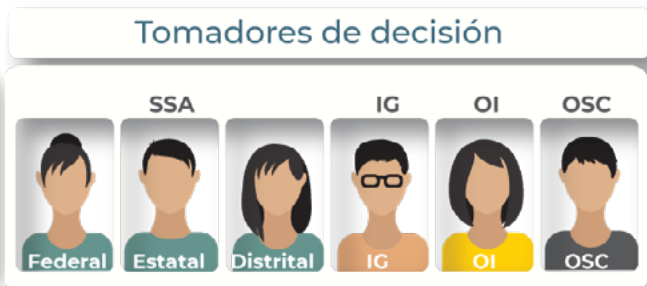 Tomadores de decisión
SSA IG OI OSC
Federal Estatal Distrital IG OI OSC